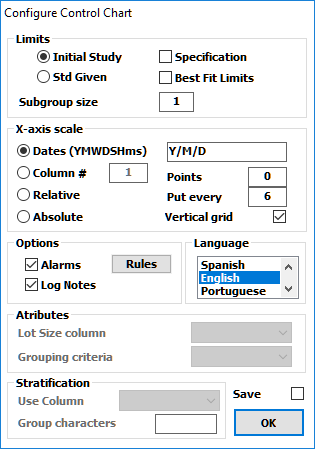 Configure Control Chart
Limits
Initial Study Specification
Std Given Best Fit Limits
Subgroup size 1
X-axis scale
Dates (YMWDSHms) Y/M/D
Column # 1 Points 0
Relative Put every 6
Absolute Vertical grid
Options
Alarms Rules
Log Notes
Language
Spanish
English
Portuguese
Atributes
Lot Size column
Grouping criteria
Stratification
Use Column
Group characters
Save
OK